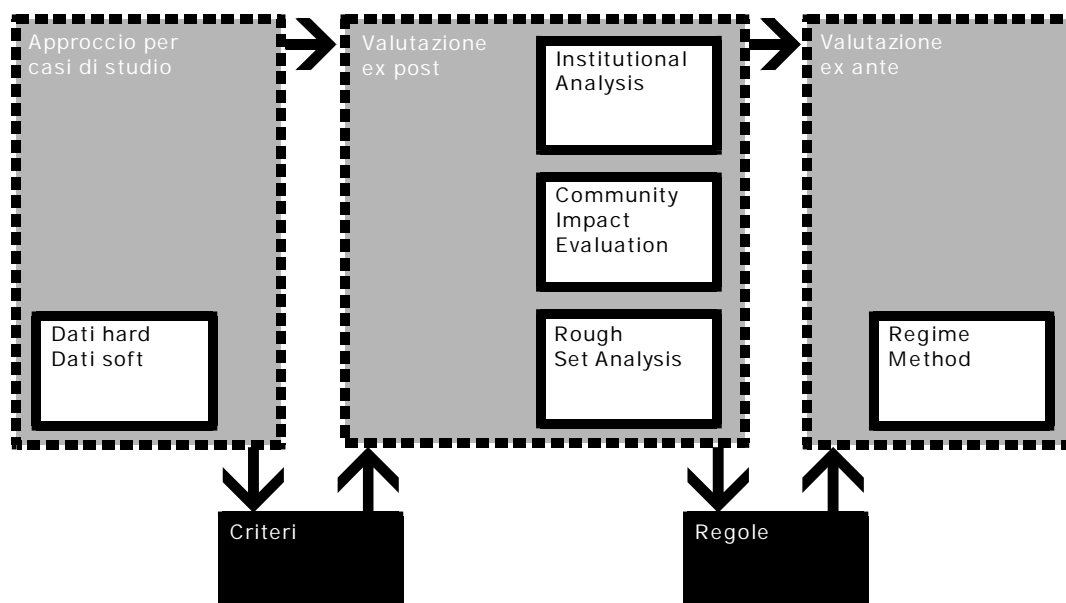 Approccio per
casi di studio
Dati hard
Dati soft
Valutazione
ex post
Institutional
Analysis
Community
Impact
Evaluation
Rough
Set Analysis
Valutazione
ex ante
Regime
Method
Criteri
Regole